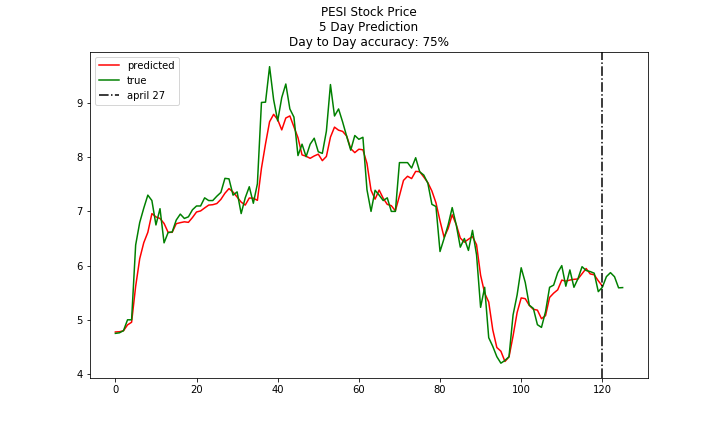 PESI Stock Price
5 Day Prediction
Day to Day accuracy: 75%
predicted
true
april 27
9
8
7
6
5
4
0 20 40 60 80 100 120